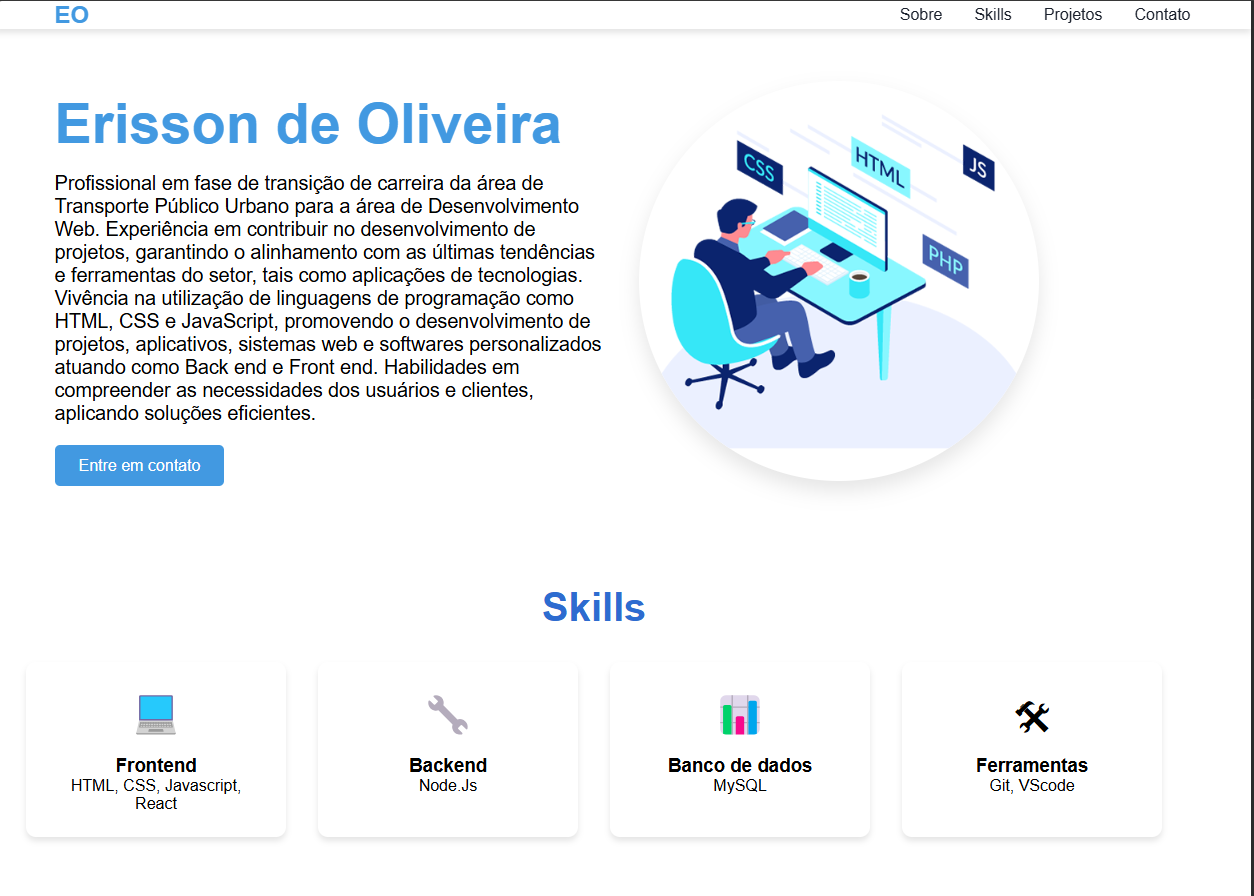 EO
Sobre Skills Projetos Contato
Erisson de Oliveira
Profissional em fase de transição de carreira da área de
Transporte Público Urbano para a área de Desenvolvimento
Web. Experiência em contribuir no desenvolvimento de
projetos, garantindo o alinhamento com as últimas tendências
e ferramentas do setor, tais como aplicações de tecnologias.
Vivência na utilização de linguagens de programação como
HTML, CSS e JavaScript, promovendo o desenvolvimento de
projetos, aplicativos, sistemas web e softwares personalizados
atuando como Back end e Front end. Habilidades em
compreender as necessidades dos usuários e clientes,
aplicando soluções eficientes.
Entre em contato
CSS
HTML
JS
PHP
Skills
Frontend
HTML, CSS, Javascript,
React
Backend
Node.Js
Banco de dados
MySQL
Ferramentas
Git, VScode